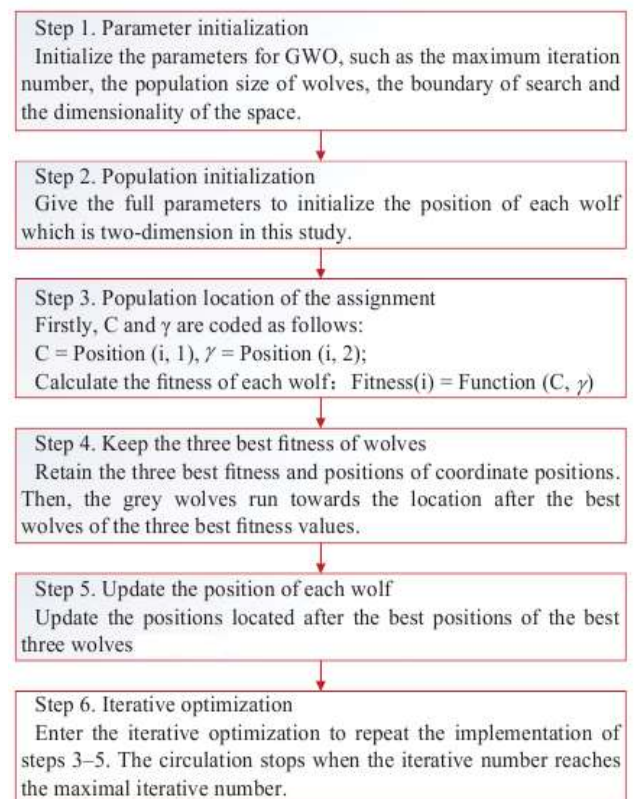 Step 1. Parameter initialization
Initialize the parameters for GWO, such as the maximum iteration
number, the population size of wolves, the boundary of search and
the dimensionality of the space.
Step 2. Population initialization
Give the full parameters to initialize the position of each wolf
which is two-dimension in this study.
Step 3. Population location of the assignment
Firstly, C and γ are coded as follows:
C = Position (i, 1), γ = Position (i, 2);
Calculate the fitness of each wolf：Fitness(i) = Function (C, γ)
Step 4. Keep the three best fitness of wolves
Retain the three best fitness and positions of coordinate positions.
Then, the grey wolves run towards the location after the best
wolves of the three best fitness values.
Step 5. Update the position of each wolf
Update the positions located after the best positions of the best
three wolves
Step 6. Iterative optimization
Enter the iterative optimization to repeat the implementation of
steps 3–5. The circulation stops when the iterative number reaches
the maximal iterative number.